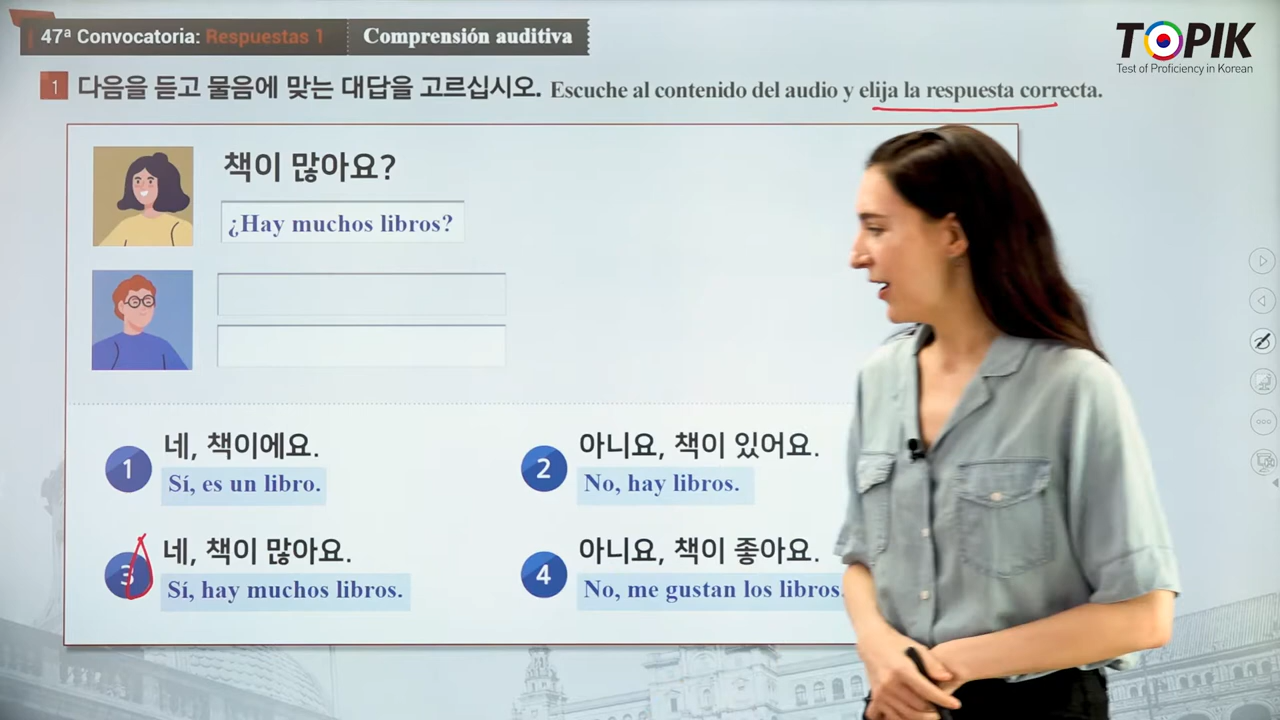 47ª Convocatoria: Respuestas 1
Comprensión auditiva
TOPIK
Test of Proficiency in Korean
1 다음을 듣고 물음에 맞는 대답을 고르십시오. Escuche al contenido del audio y elija la respuesta correcta.
책이 많아요?
¿Hay muchos libros?
1 네, 책이에요.
Sí, es un libro.
2 아니요, 책이 있어요.
No, hay libros.
3 네, 책이 많아요.
Sí, hay muchos libros.
4 아니요, 책이 좋아요.
No, me gustan los libros.